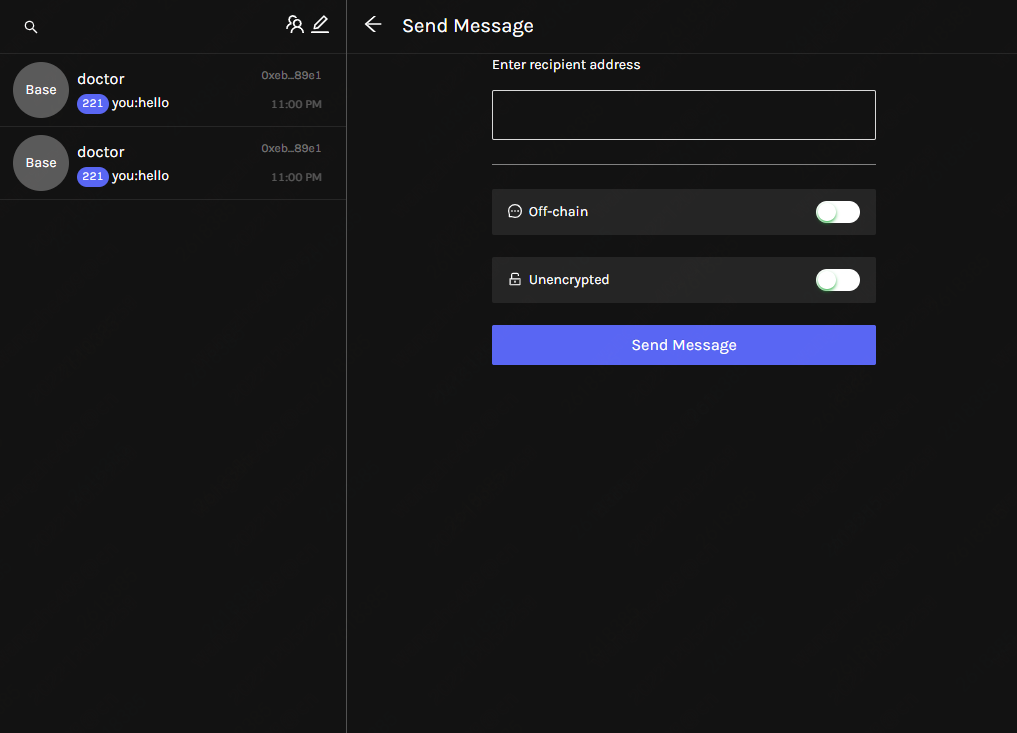 Base
doctor
0xeb...89e1
221 you:hello
11:00 PM
Base
doctor
0xeb...89e1
221 you:hello
11:00 PM
Send Message
Enter recipient address
Off-chain
Unencrypted
Send Message